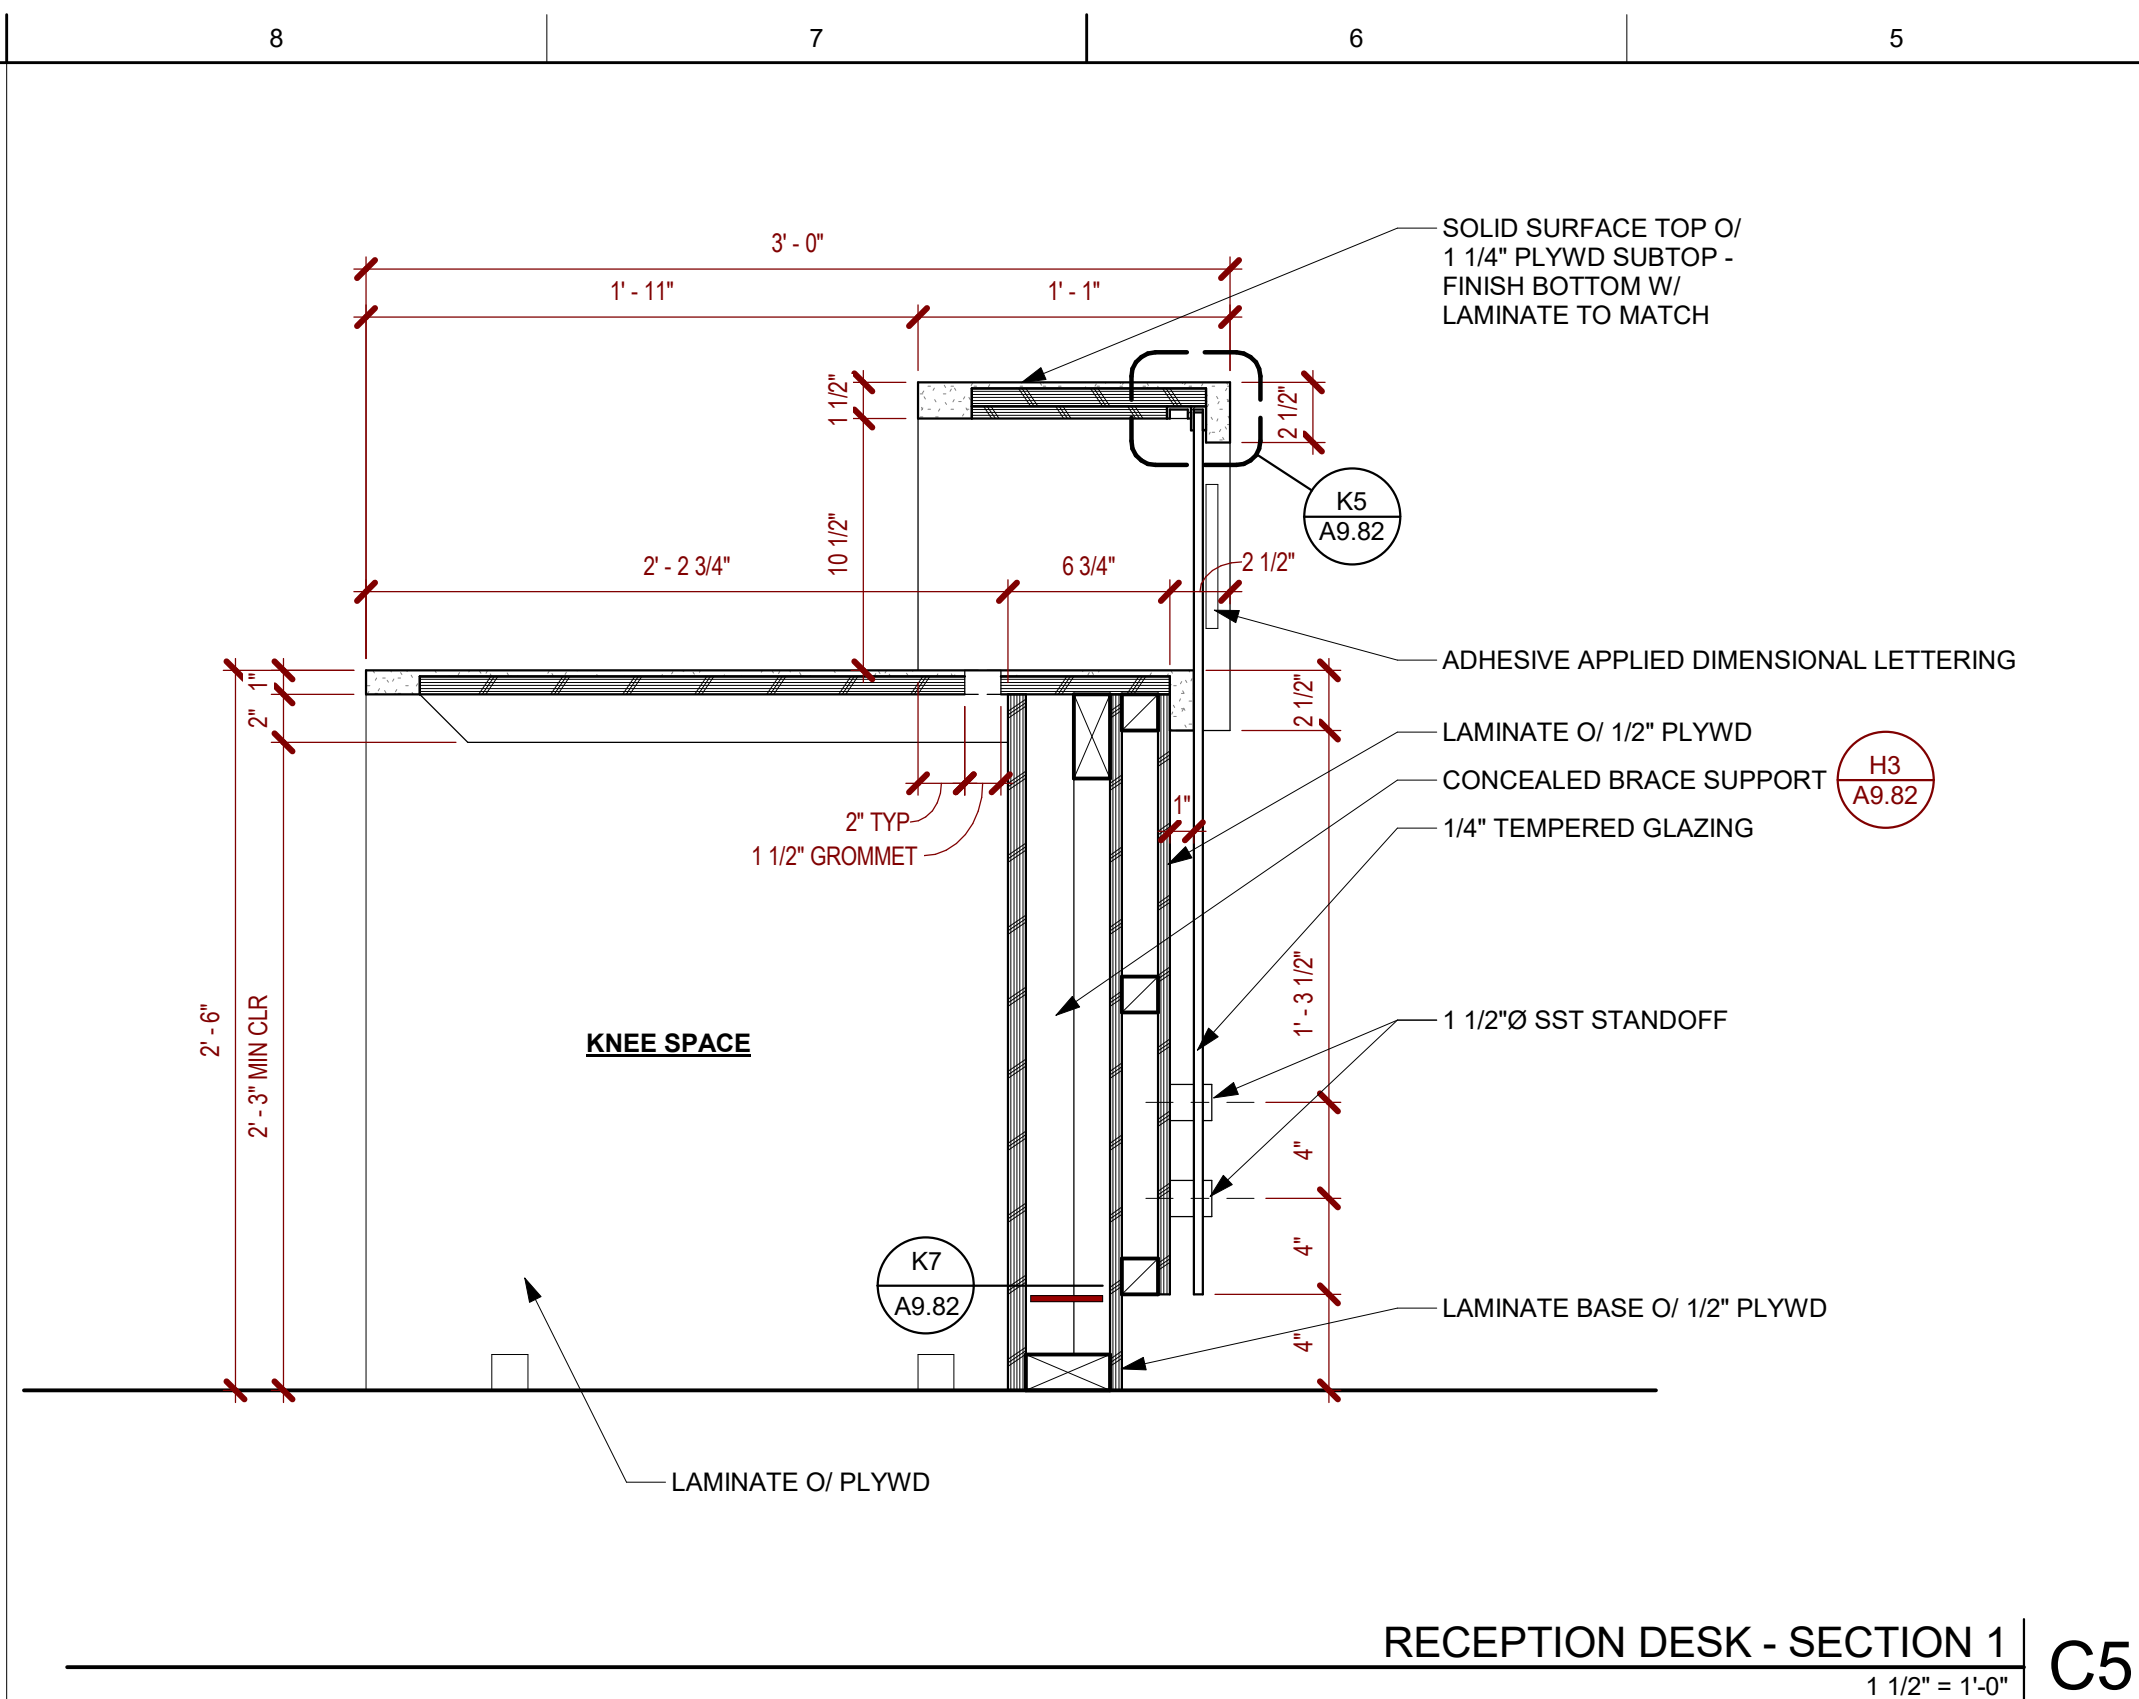 8 7 6 5
3' - 0"
1' - 11" 1' - 1"
SOLID SURFACE TOP O/
1 1/4" PLYWD SUBTOP -
FINISH BOTTOM W/
LAMINATE TO MATCH
1 1/2"
2 1/2"
K5
A9.82
10 1/2"
2' - 2 3/4" 6 3/4" 2 1/2"
ADHESIVE APPLIED DIMENSIONAL LETTERING
1"
2"
2 1/2"
LAMINATE O/ 1/2" PLYWD
CONCEALED BRACE SUPPORT
H3
A9.82
1/4" TEMPERED GLAZING
1"
2" TYP
1 1/2" GROMMET
2' - 6"
2' - 3" MIN CLR
KNEE SPACE
1' - 3 1/2"
1 1/2"Ø SST STANDOFF
4"
4"
K7
A9.82
LAMINATE BASE O/ 1/2" PLYWD
4"
LAMINATE O/ PLYWD
RECEPTION DESK - SECTION 1
C5
1 1/2" = 1'-0"